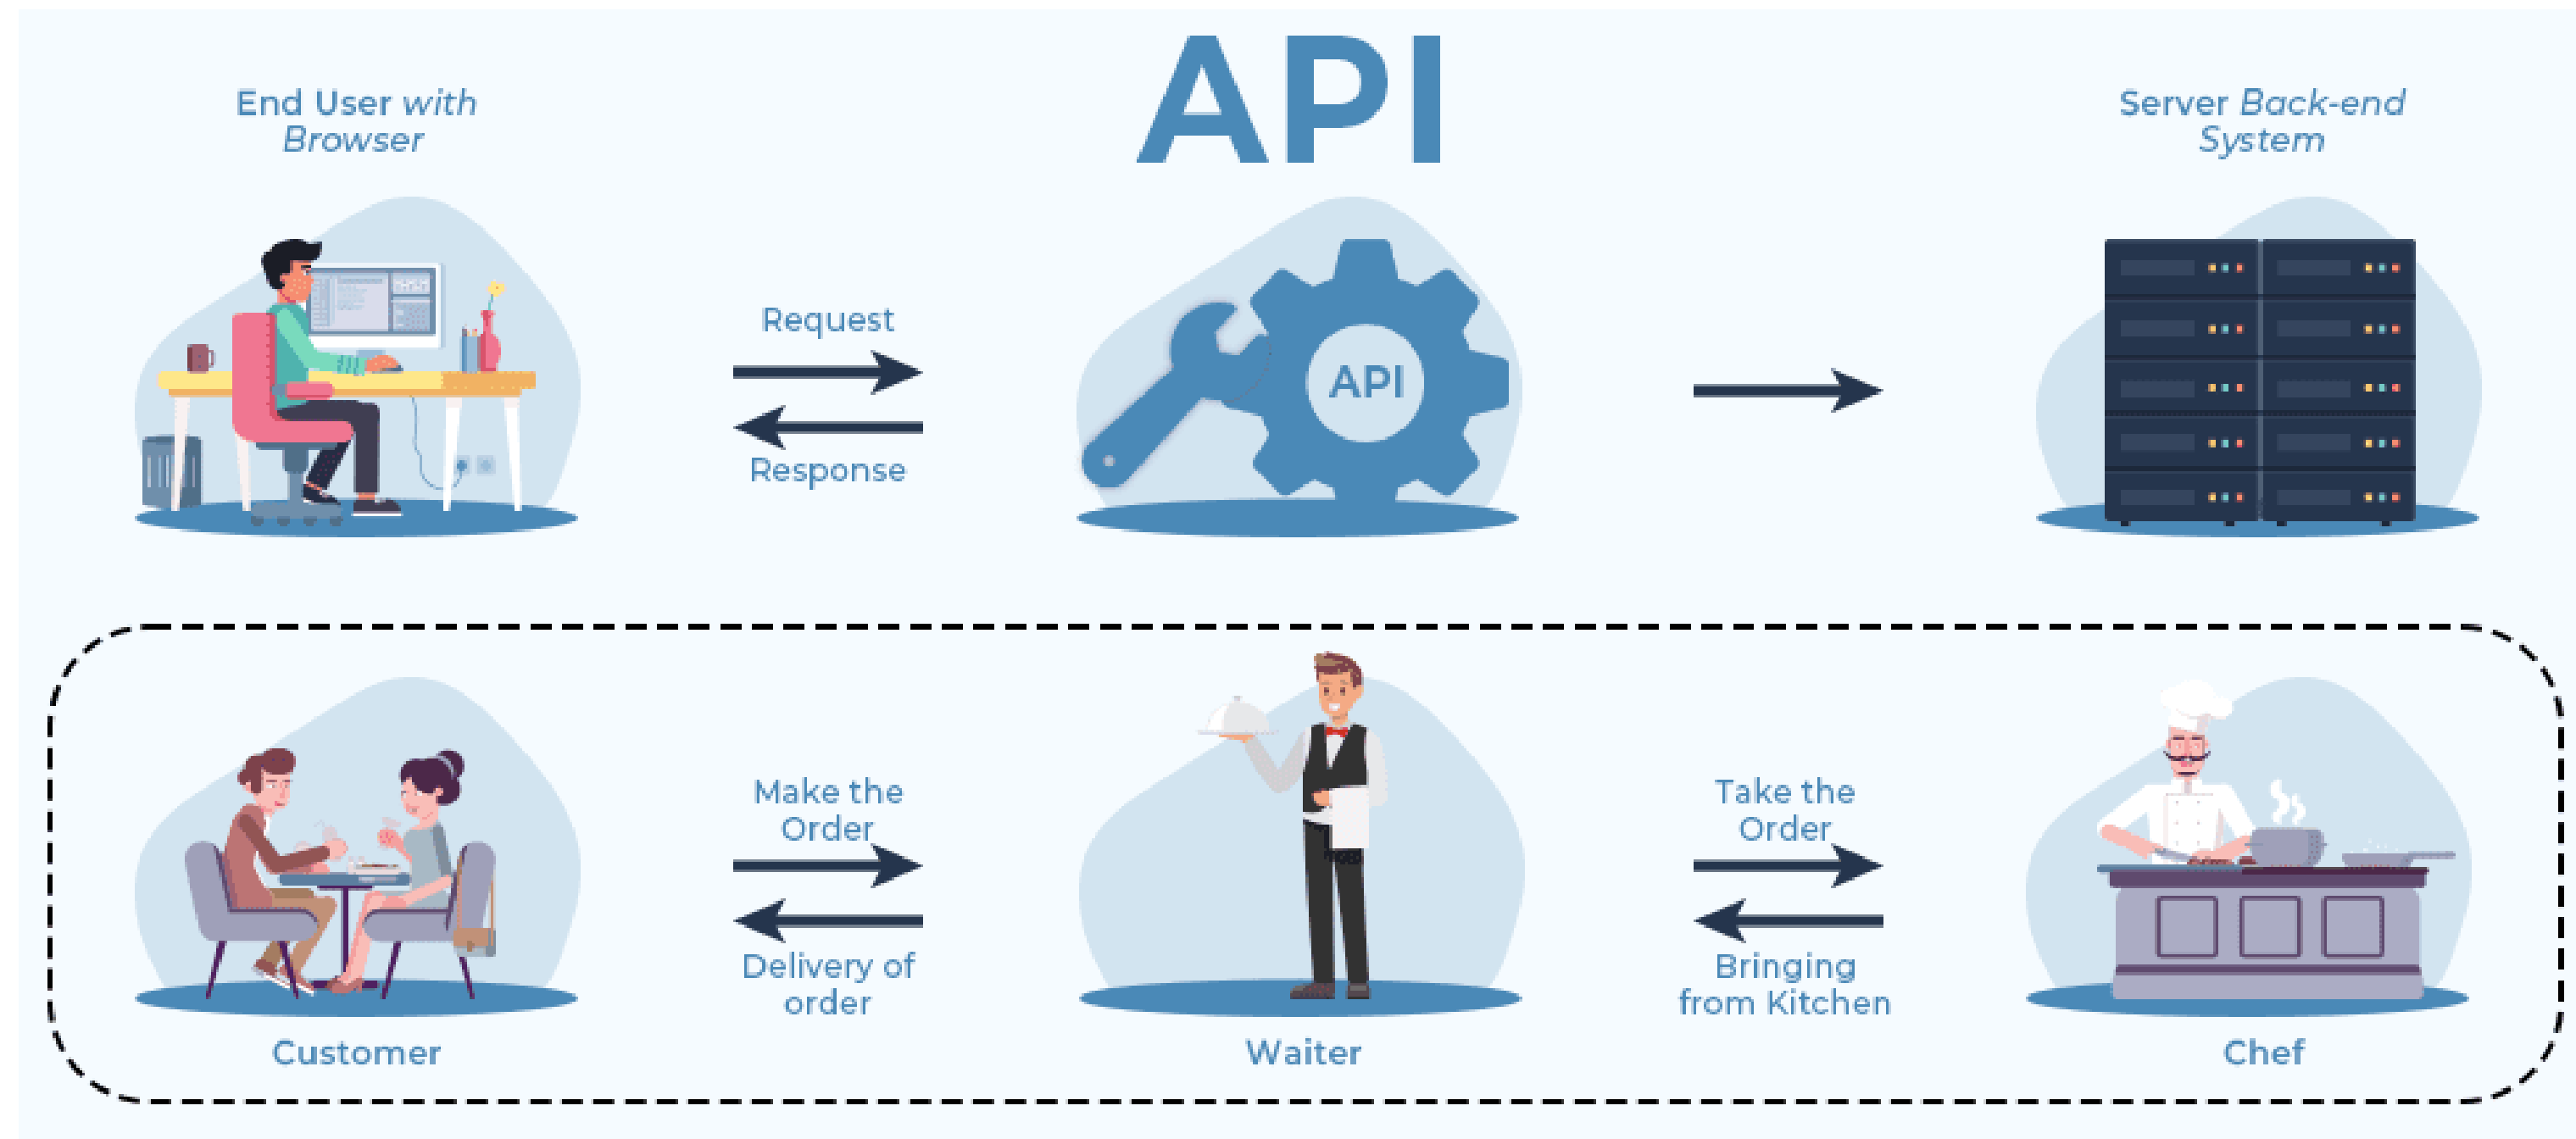 API
End User with
Browser
Server Back-end
System
Request
Response
API
Make the
Order
Delivery of
order
Take the
Order
Bringing
from Kitchen
Customer
Waiter
Chef